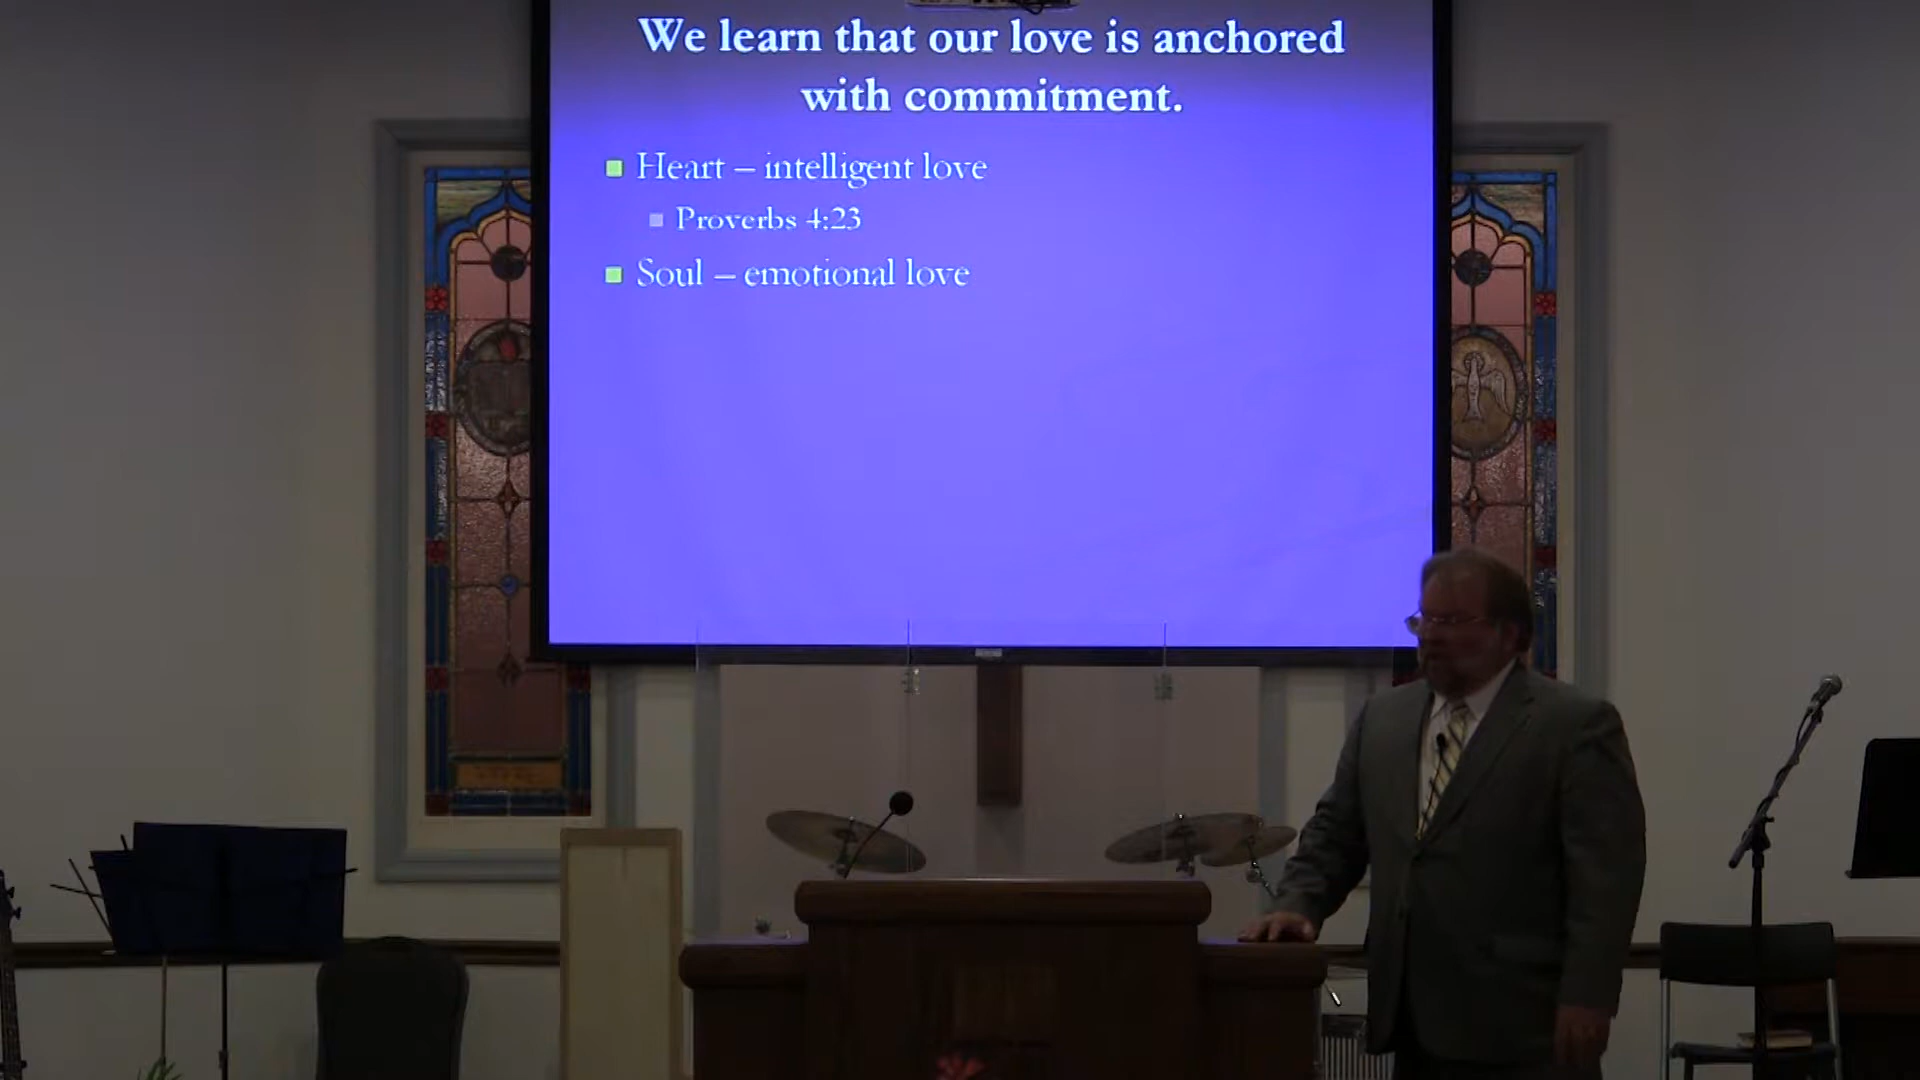 We learn that our love is anchored
with commitment.
Heart – intelligent love
Proverbs 4:23
Soul – emotional love